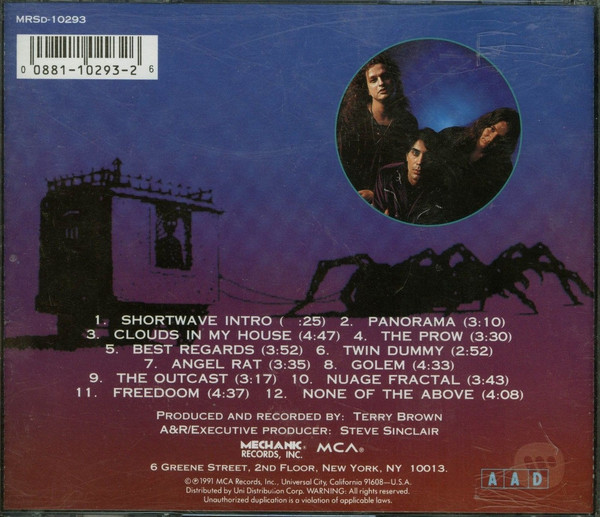 MRSD-10293
0 0881-10293-2 6
1. SHORTWAVE INTRO ( :25) 2. PANORAMA (3:10)
3. CLOUDS IN MY HOUSE (4:47) 4. THE PROW (3:30)
5. BEST REGARDS (3:52) 6. TWIN DUMMY (2:52)
7. ANGEL RAT (3:35) 8. GOLEM (4:33)
9. THE OUTCAST (3:17) 10. NUAGE FRACTAL (3:43)
11. FREEDOOM (4:37) 12. NONE OF THE ABOVE (4:08)
PRODUCED AND RECORDED BY: TERRY BROWN
A&R/EXECUTIVE PRODUCER: STEVE SINCLAIR
MECHANIC® MCA®
RECORDS, INC.
6 GREENE STREET, 2ND FLOOR, NEW YORK, NY 10013.
©℗1991 MCA Records, Inc., Universal City, California 91608—U.S.A.
Distributed by Uni Distribution Corp. WARNING: All rights reserved.
Unauthorized duplication is a violation of applicable laws.
A A D